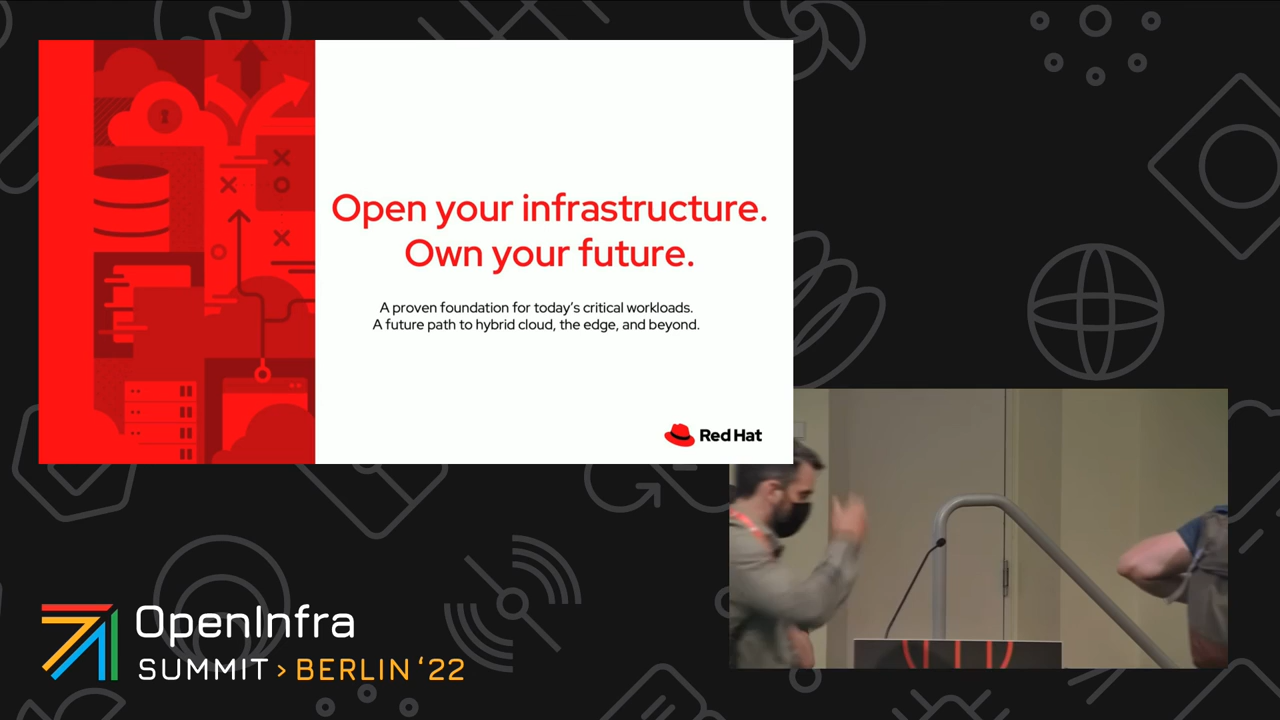 Open your infrastructure.
Own your future.
A proven foundation for today's critical workloads.
A future path to hybrid cloud, the edge, and beyond.
Red Hat
OpenInfra
SUMMIT > BERLIN '22